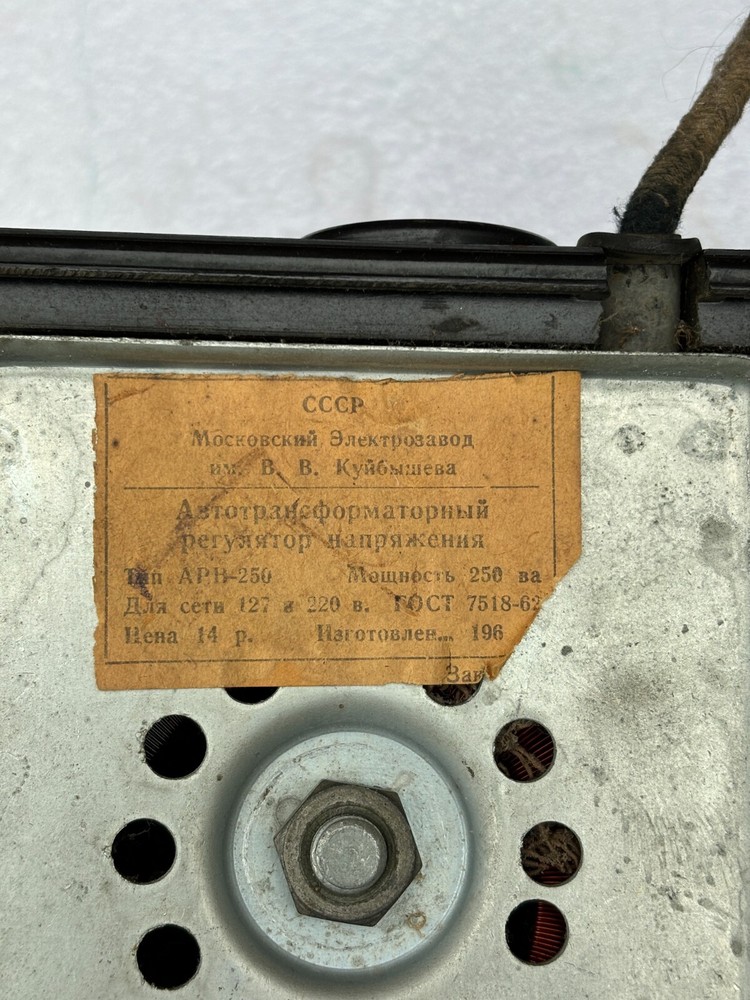 СССР
Московский Электрозавод
им. В. В. Куйбышева
Автотрансформаторный
регулятор напряжения
Тип АРН-250 Мощность 250 ва
Для сети 127 и 220 в. ГОСТ 7518-62
Цена 14 р. Изготовлен... 196